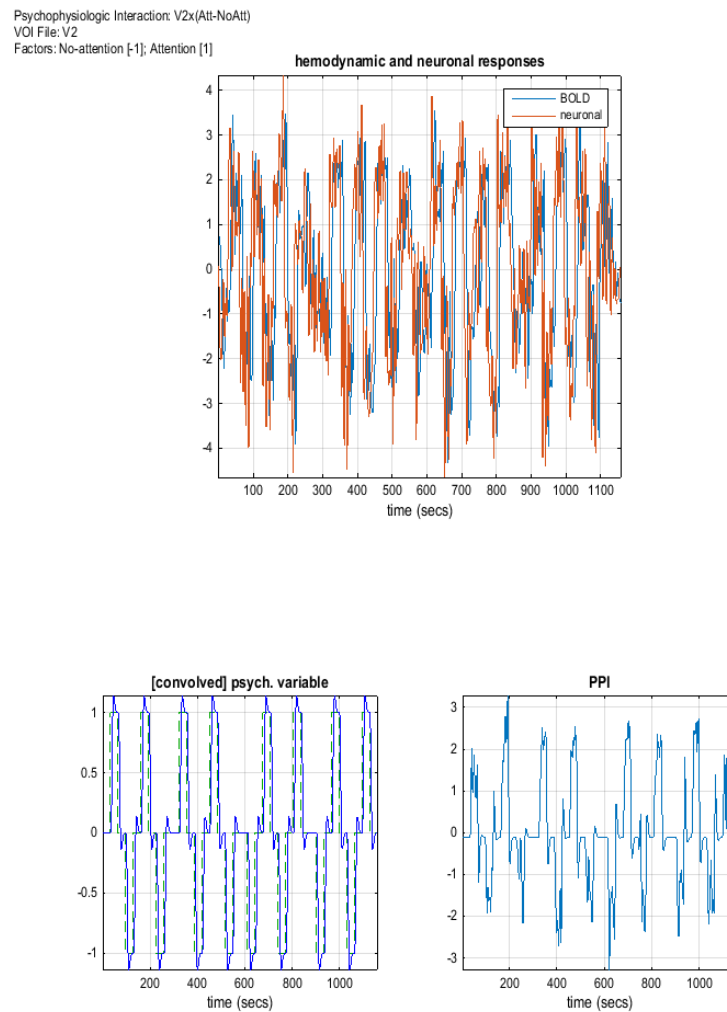 Psychophysiologic Interaction: V2x(Att-NoAtt)
VOI File: V2
Factors: No-attention [-1]; Attention [1]
hemodynamic and neuronal responses
BOLD
neuronal
4
3
2
1
0
-1
-2
-3
-4
100 200 300 400 500 600 700 800 900 1000 1100
time (secs)
[convolved] psych. variable
1
0.5
0
-0.5
-1
200 400 600 800 1000
time (secs)
PPI
3
2
1
0
-1
-2
-3
200 400 600 800 1000
time (secs)